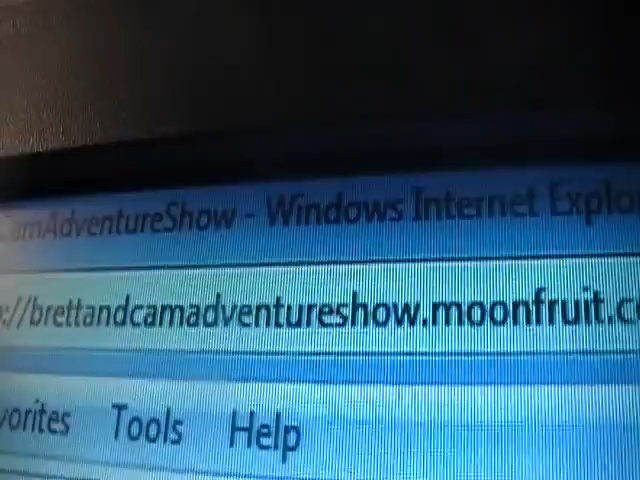 CamAdventureShow - Windows Internet Explo
://brettandcamadventureshow.moonfruit.c
vorites Tools Help